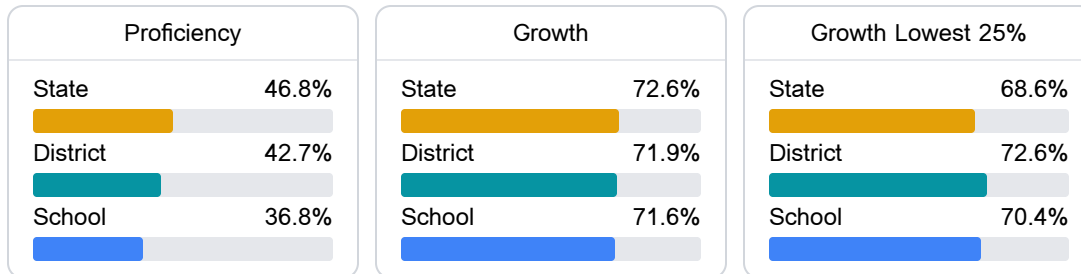 Proficiency
State 46.8%
District 42.7%
School 36.8%
Growth
State 72.6%
District 71.9%
School 71.6%
Growth Lowest 25%
State 68.6%
District 72.6%
School 70.4%